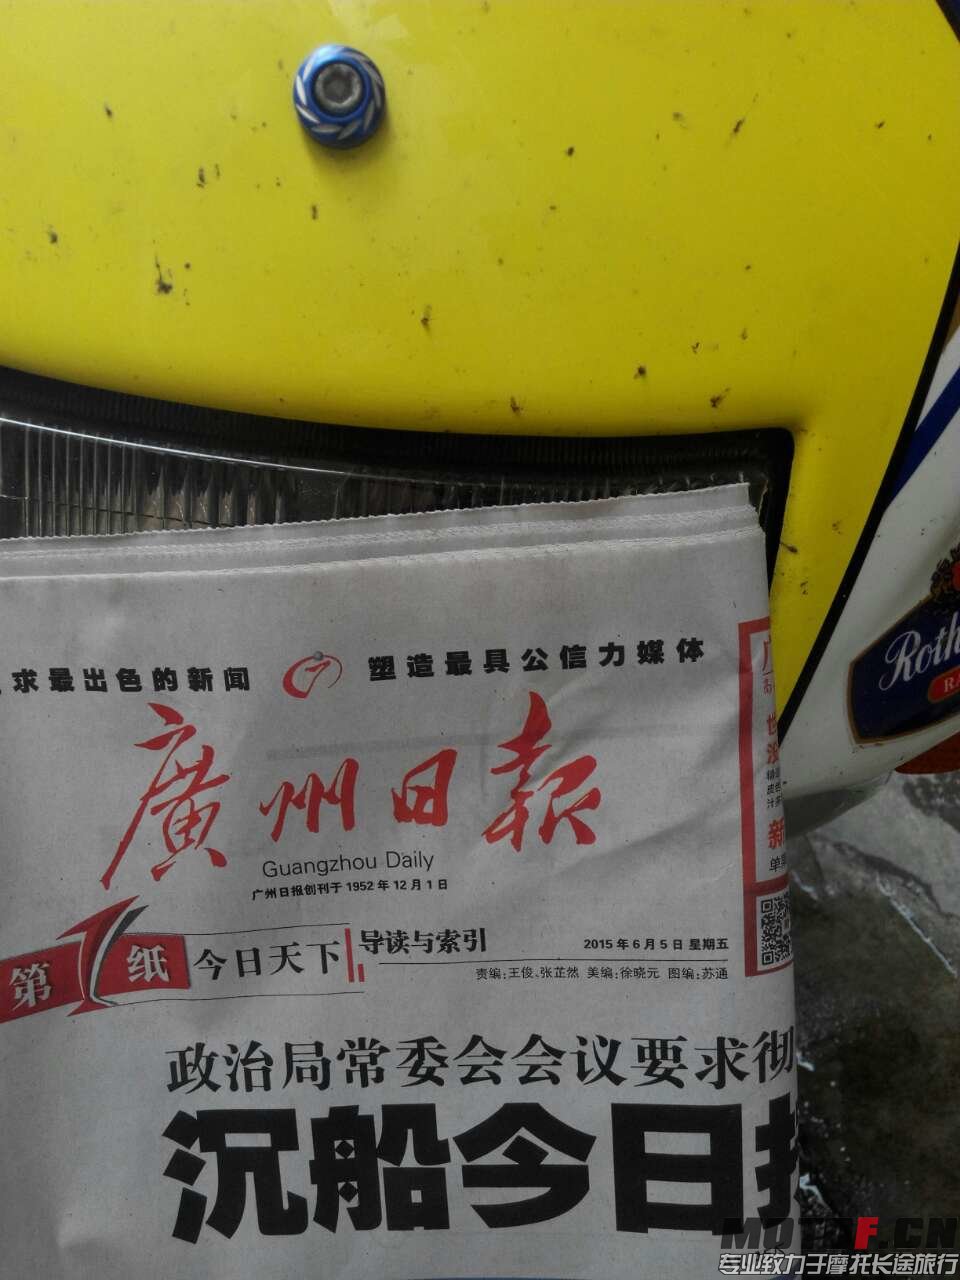 求最出色的新闻
塑造最具公信力媒体
廣州日報
Guangzhou Daily
广州日报创刊于 1952 年 12 月 1 日
第1纸
今日天下
导读与索引
2015 年 6 月 5 日 星期五
责编:王俊、张芷然 美编:徐晓元 图编:苏通
政治局常委会会议要求彻
沉船今日
新
Roth
MOTOF.CN
专业致力于摩托长途旅行